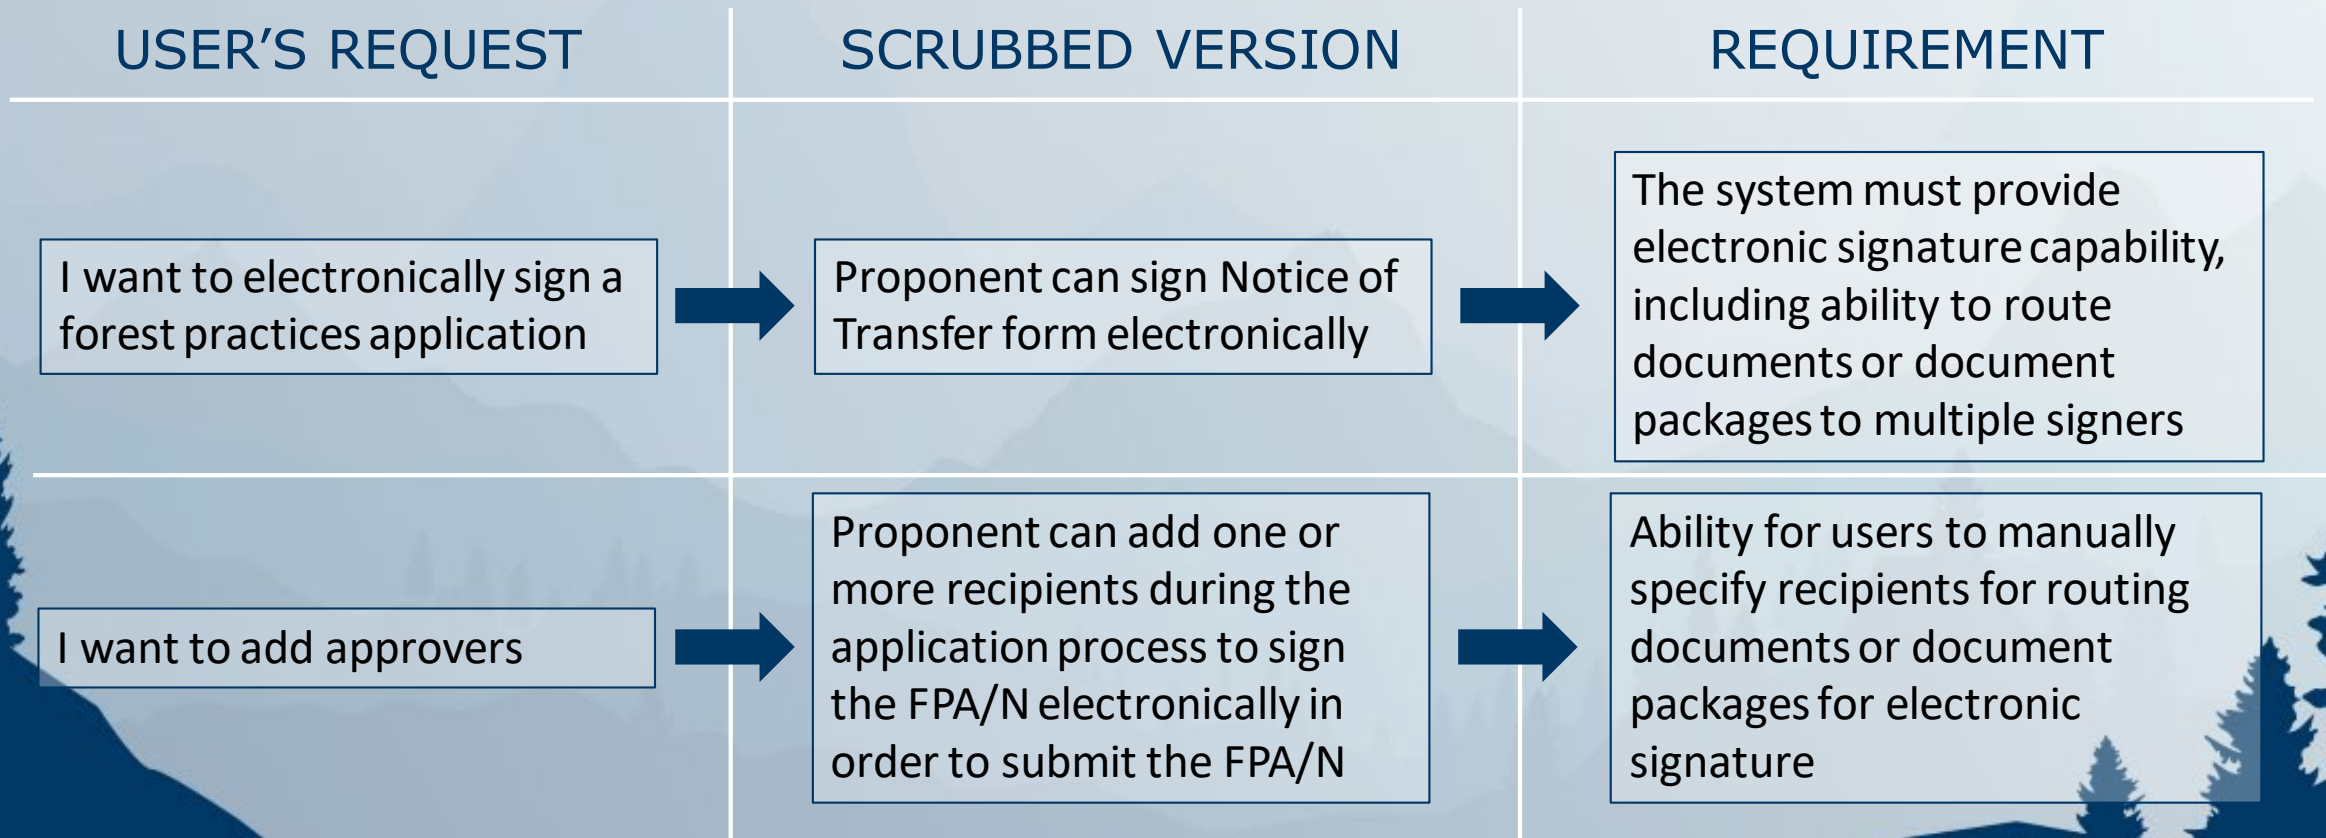 USER’S REQUEST
SCRUBBED VERSION
REQUIREMENT
I want to electronically sign a
forest practices application
Proponent can sign Notice of
Transfer form electronically
The system must provide
electronic signature capability,
including ability to route
documents or document
packages to multiple signers
I want to add approvers
Proponent can add one or
more recipients during the
application process to sign
the FPA/N electronically in
order to submit the FPA/N
Ability for users to manually
specify recipients for routing
documents or document
packages for electronic
signature